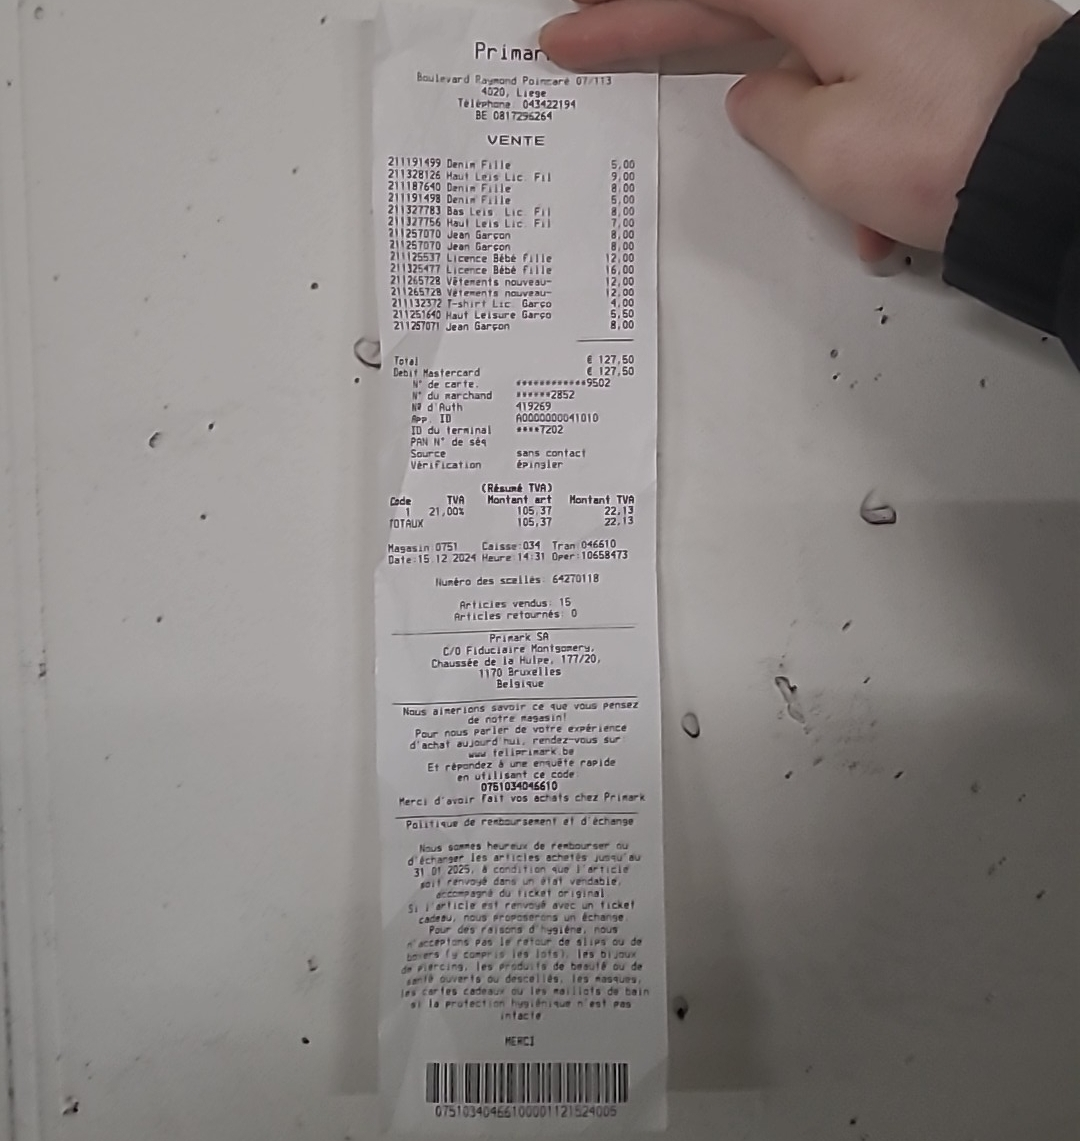 Primar
Boulevard Raymond Poincaré 07/113
4020, Liege
Téléphone: 043422194
BE 0817296264
VENTE
211191499 Denim Fille 5,00
211328126 Haut Leis Lic. Fil 9,00
211187640 Denim Fille 8,00
211191498 Denim Fille 5,00
211327783 Bas Leis. Lic. Fil 8,00
211327756 Haut Leis Lic. Fil 7,00
211257070 Jean Garçon 8,00
211257070 Jean Garçon 8,00
211125537 Licence Bébé fille 12,00
211325477 Licence Bébé fille 16,00
211265728 Vêtements nouveau- 12,00
211265728 Vêtements nouveau- 12,00
211132372 T-shirt Lic. Garço 4,00
211251640 Haut Leisure Garço 5,50
211257071 Jean Garçon 8,00
Total € 127,50
Debit Mastercard € 127,50
N° de carte. ************9502
N° du marchand ******2852
N# d'Auth 419269
App. ID A0000000041010
ID du terminal ****7202
PAN N° de séq
Source sans contact
Vérification épingler
(Résumé TVA)
Code TVA Montant art Montant TVA
1 21,00% 105,37 22,13
TOTAUX 105,37 22,13
Magasin:0751 Caisse:034 Tran:046610
Date:15.12.2024 Heure:14:31 Oper:10658473
Numéro des scellés: 64270118
Articles vendus: 15
Articles retournés: 0
Primark SA
C/O Fiduciaire Montgomery,
Chaussée de la Hulpe, 177/20,
1170 Bruxelles
Belgique
Nous aimerions savoir ce que vous pensez
de notre magasin!
Pour nous parler de votre expérience
d'achat aujourd'hui, rendez-vous sur:
www.tellprimark.be
Et répondez à une enquête rapide
en utilisant ce code:
0751034046610
Merci d'avoir fait vos achats chez Primark
Politique de remboursement et d'échange
Nous sommes heureux de rembourser ou
d'échanger les articles achetés jusqu'au
31.01.2025, à condition que l'article
soit renvoyé dans un état vendable,
accompagné du ticket original.
Si l'article est renvoyé avec un ticket
cadeau, nous proposerons un échange.
Pour des raisons d'hygiène, nous
n'acceptons pas le retour de slips ou de
boxers (y compris les lots), les bijoux
de piercing, les produits de beauté ou de
santé ouverts ou descellés, les masques,
les cartes cadeaux ou les maillots de bain
si la protection hygiénique n'est pas
intacte.
MERCI
0751034046610000112152400​5